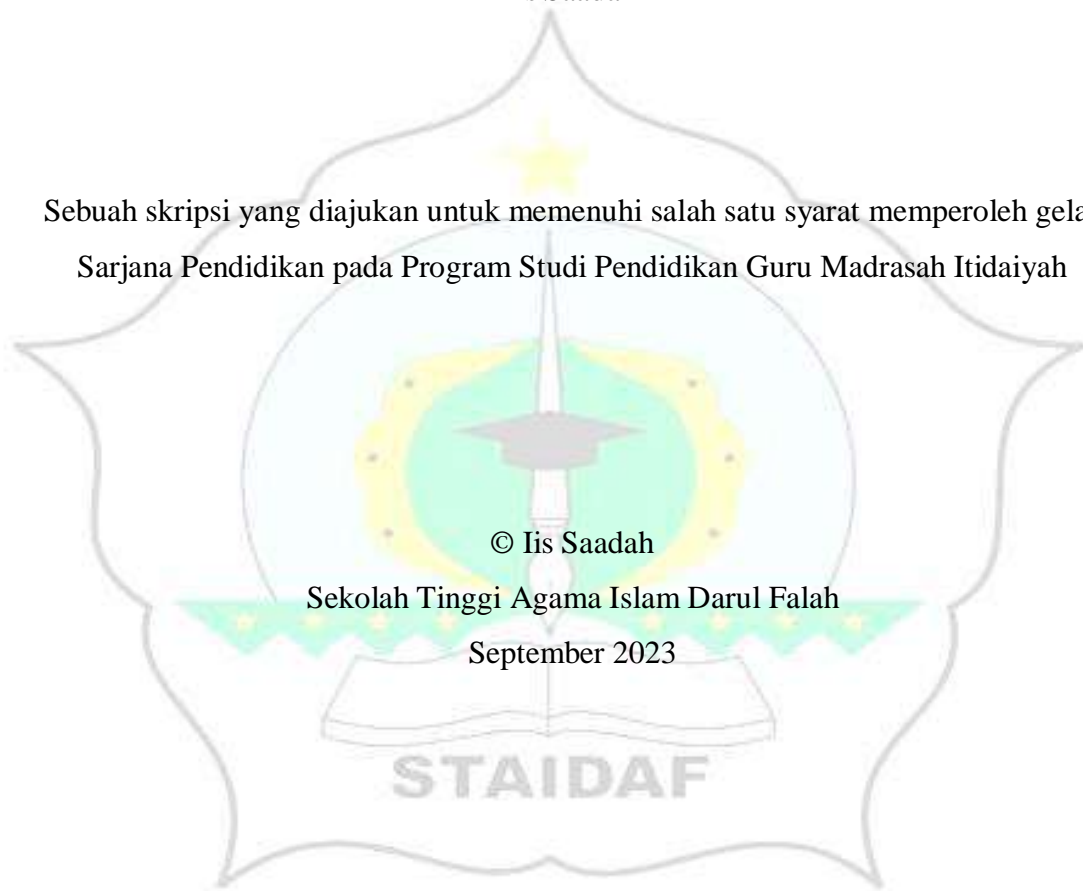 Sebuah skripsi yang diajukan untuk memenuhi salah satu syarat memperoleh
Sarjana Pendidikan pada Program Studi Pendidikan Guru Madrasah Itidaiyah
© Iis Saadah
Sekolah Tinggi Agama Islam Darul Falah
September 2023
STAIDAF